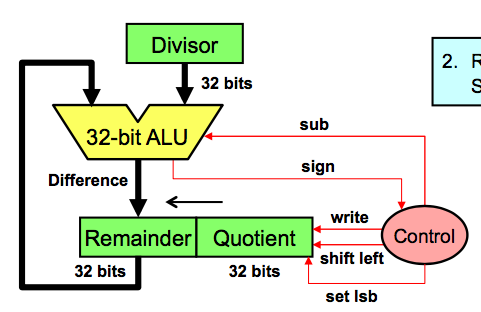 Divisor
32 bits
2. R
S
32-bit ALU
sub
sign
Difference
write
Remainder
Quotient
Control
shift left
32 bits
32 bits
set lsb